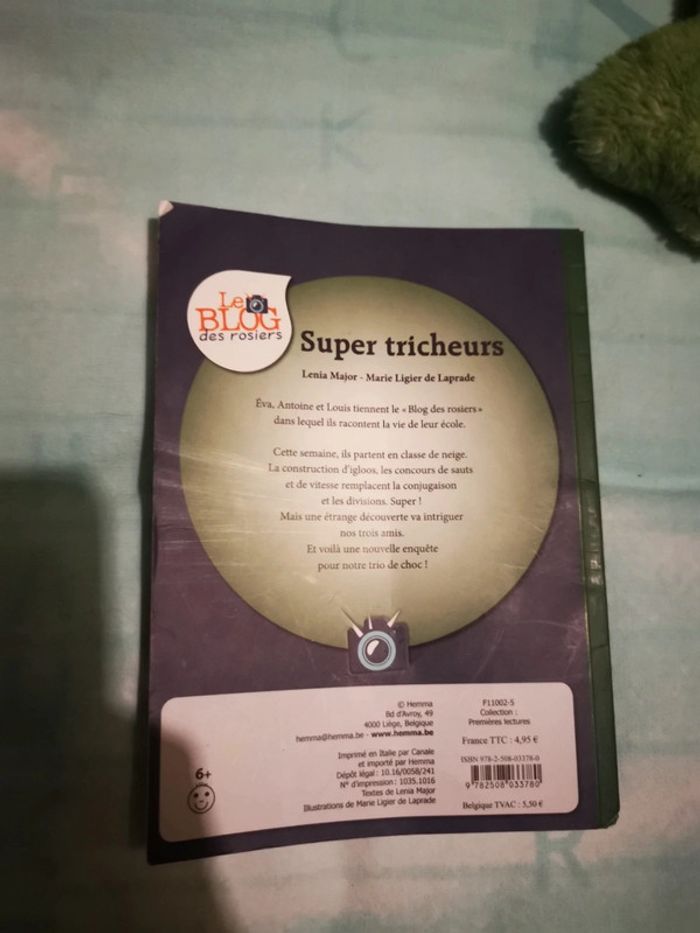 Le
BLOG
des rosiers
Super tricheurs
Lenia Major - Marie Ligier de Laprade
Éva, Antoine et Louis tiennent le « Blog des rosiers »
dans lequel ils racontent la vie de leur école.
Cette semaine, ils partent en classe de neige.
La construction d'igloos, les concours de sauts
et de vitesse remplacent la conjugaison
et les divisions. Super !
Mais une étrange découverte va intriguer
nos trois amis.
Et voilà une nouvelle enquête
pour notre trio de choc !
6+
© Hemma
Bd d'Avroy, 49
4000 Liège, Belgique
hemma@hemma.be - www.hemma.be
Imprimé en Italie par Canale
et importé par Hemma
Dépôt légal : 10.16/0058/241
N° d'impression : 1035.1016
Textes de Lenia Major
Illustrations de Marie Ligier de Laprade
F11002-5
Collection :
Premières lectures
France TTC : 4,95 €
ISBN 978-2-508-03378-0
9 782508 033780
Belgique TVAC : 5,50 €
K
R